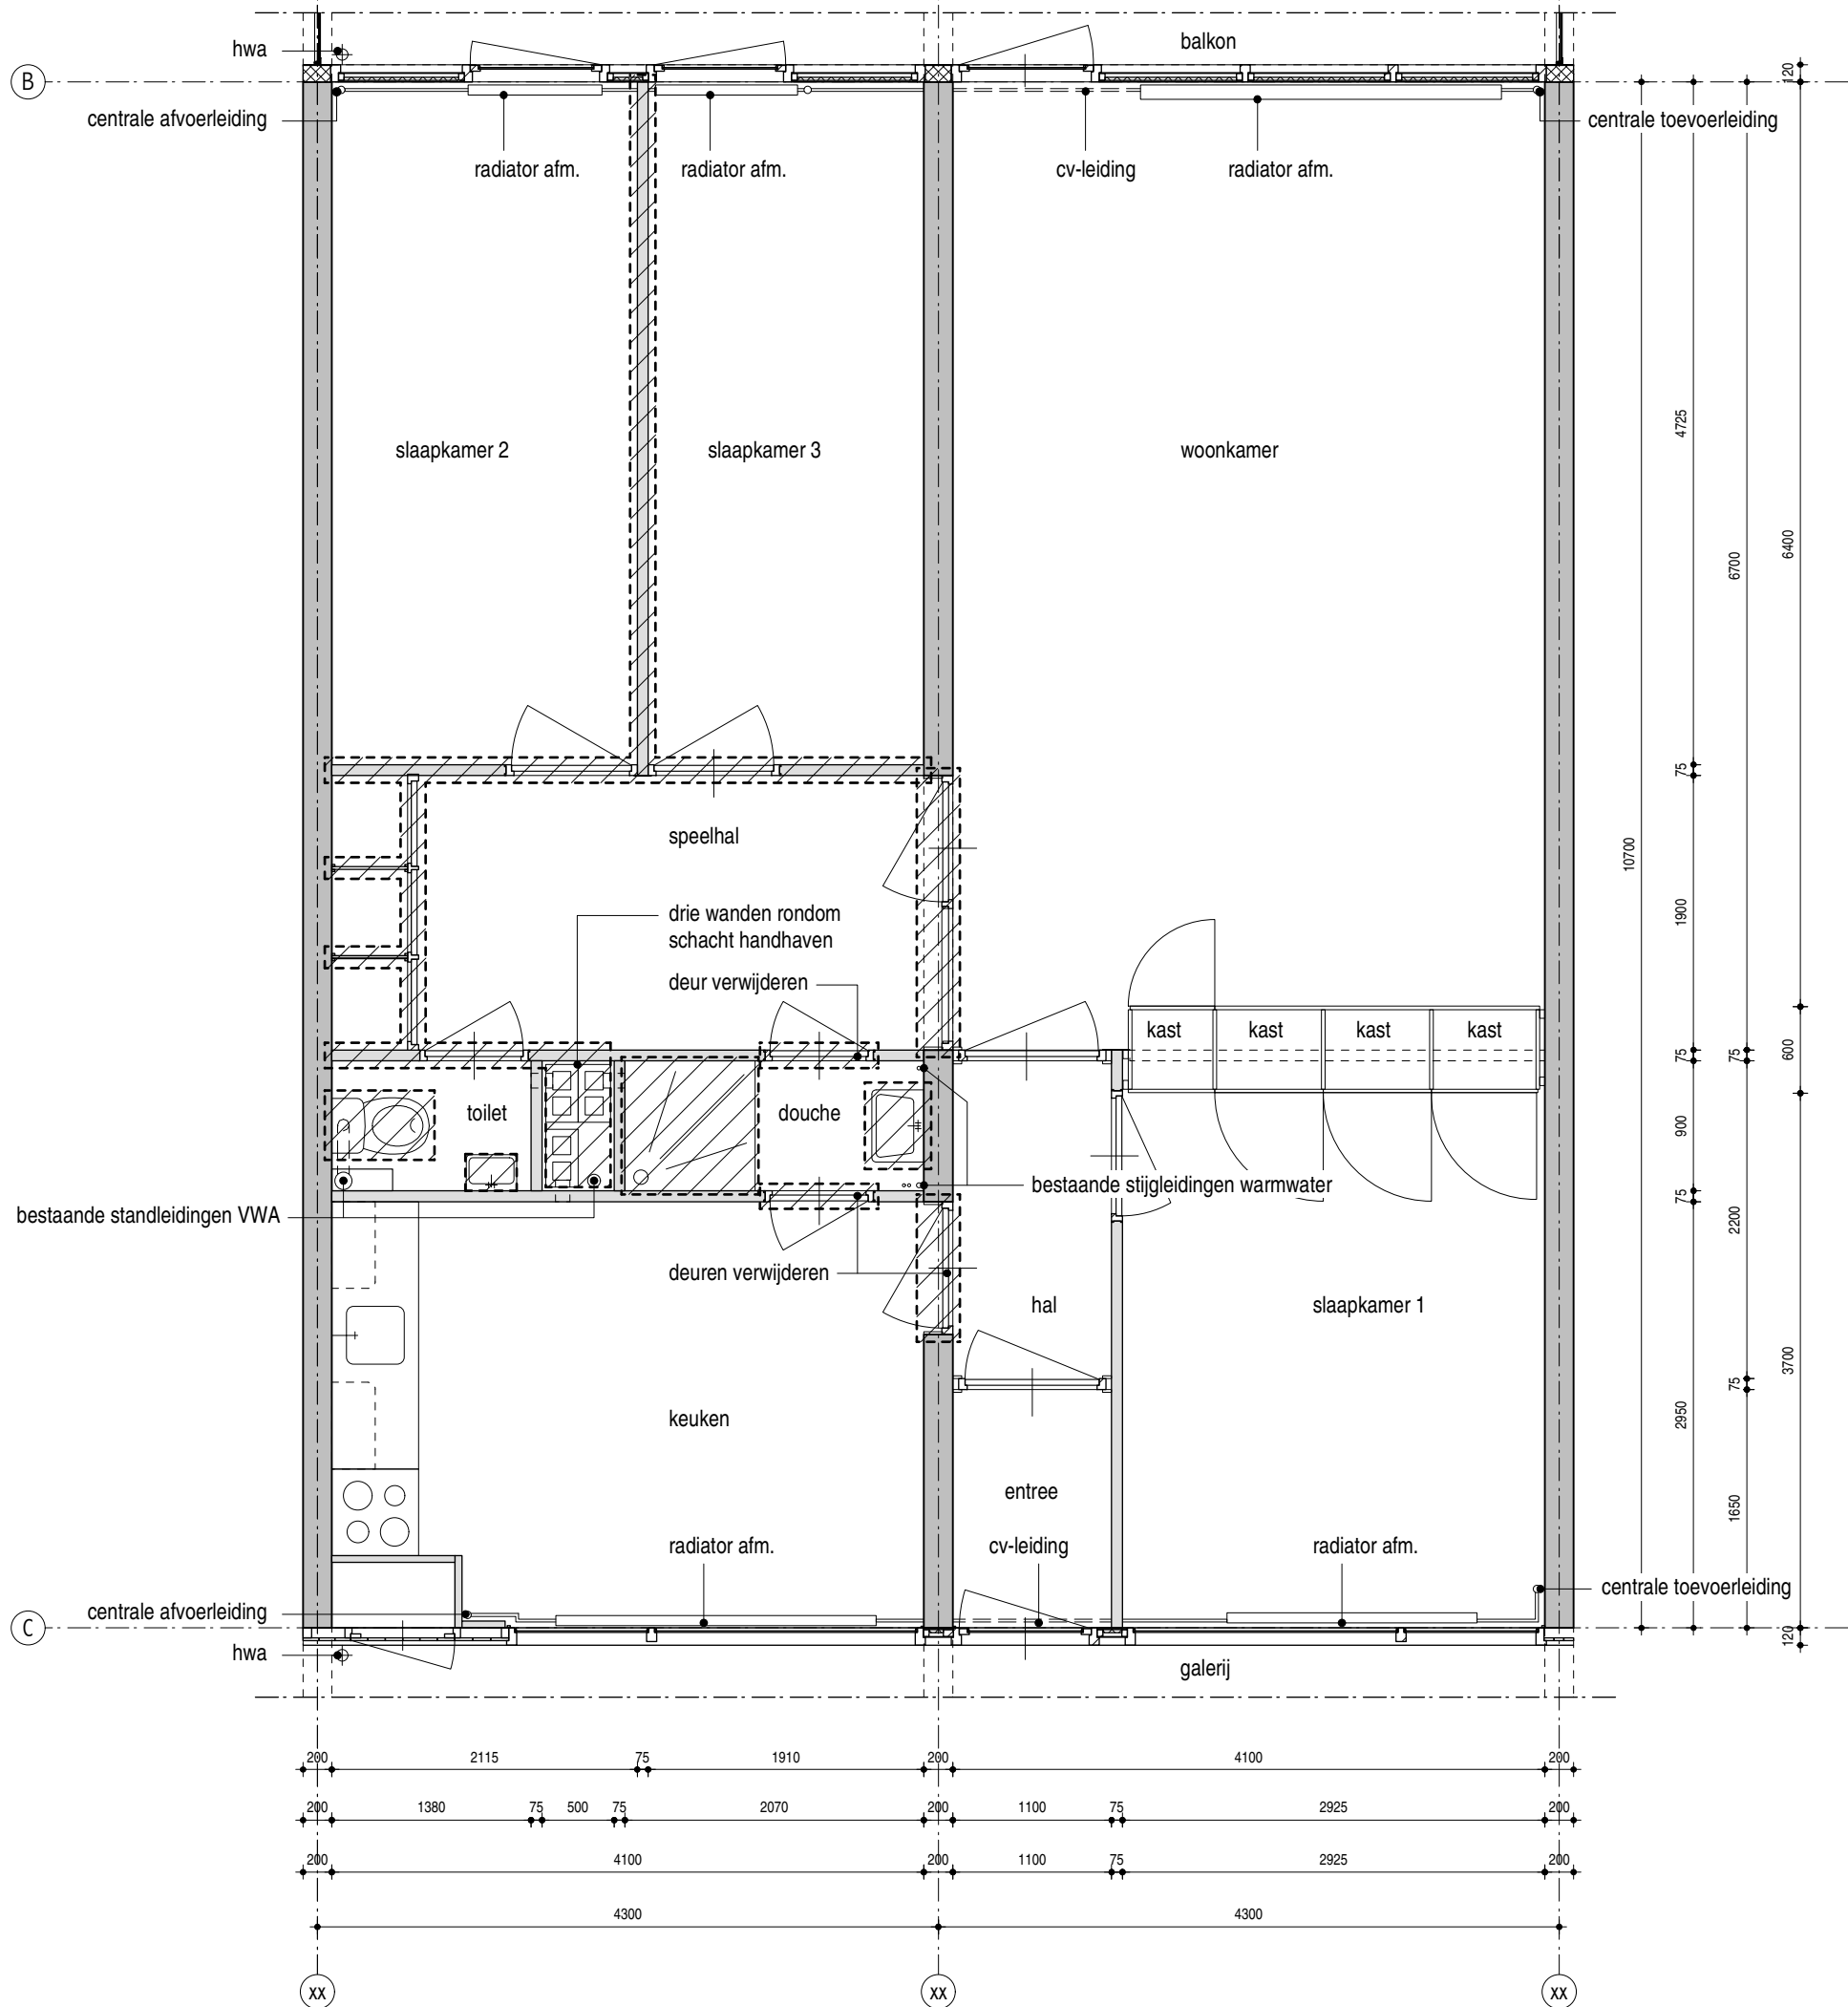 hwa
balkon
B
120
centrale afvoerleiding
centrale toevoerleiding
radiator afm.
radiator afm.
cv-leiding
radiator afm.
slaapkamer 2
slaapkamer 3
woonkamer
4725
6700
6400
75
speelhal
10700
1900
drie wanden rondom
schacht handhaven
deur verwijderen
kast
kast
kast
kast
75
75
600
toilet
douche
900
bestaande stijgleidingen warmwater
75
bestaande standleidingen VWA
2200
deuren verwijderen
hal
slaapkamer 1
3700
75
keuken
2950
entree
1650
radiator afm.
cv-leiding
radiator afm.
centrale toevoerleiding
centrale afvoerleiding
C
120
hwa
galerij
200
2115
75
1910
200
4100
200
200
1380
75
500
75
2070
200
1100
75
2925
200
200
4100
200
1100
75
2925
200
4300
4300
xx
xx
xx